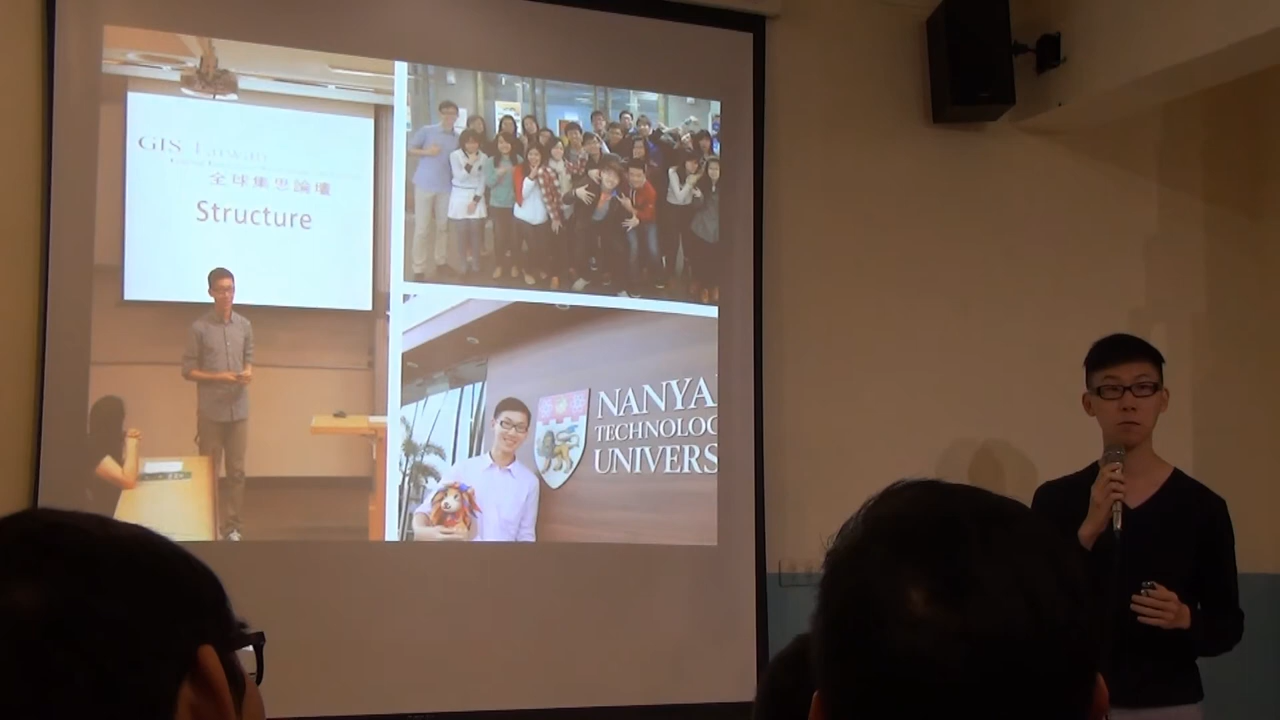 GIS Taiwan
全球集思論壇
Structure
NANYA
TECHNOLOG
UNIVERS